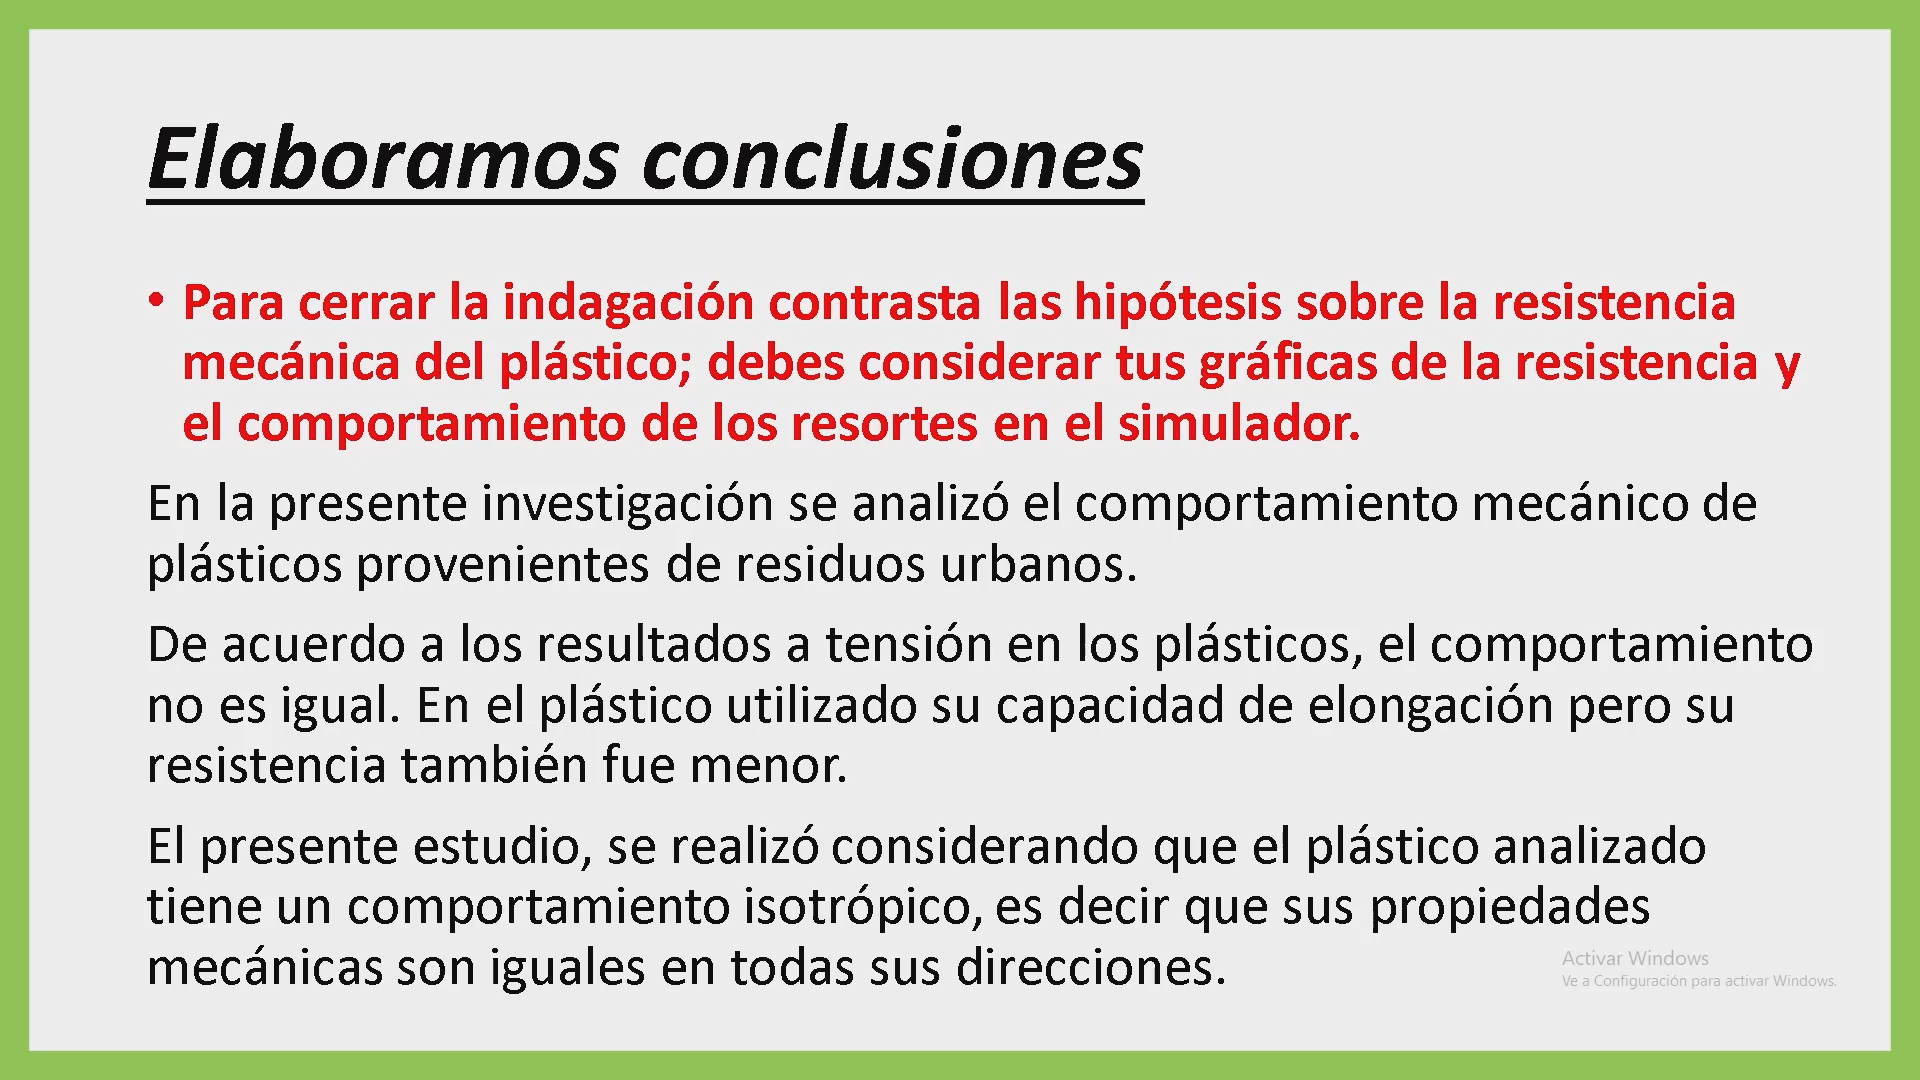 Elaboramos conclusiones
• Para cerrar la indagación contrasta las hipótesis sobre la resistencia
mecánica del plástico; debes considerar tus gráficas de la resistencia y
el comportamiento de los resortes en el simulador.
En la presente investigación se analizó el comportamiento mecánico de
plásticos provenientes de residuos urbanos.
De acuerdo a los resultados a tensión en los plásticos, el comportamiento
no es igual. En el plástico utilizado su capacidad de elongación pero su
resistencia también fue menor.
El presente estudio, se realizó considerando que el plástico analizado
tiene un comportamiento isotrópico, es decir que sus propiedades
mecánicas son iguales en todas sus direcciones.
Activar Windows
Ve a Configuración para activar Windows.